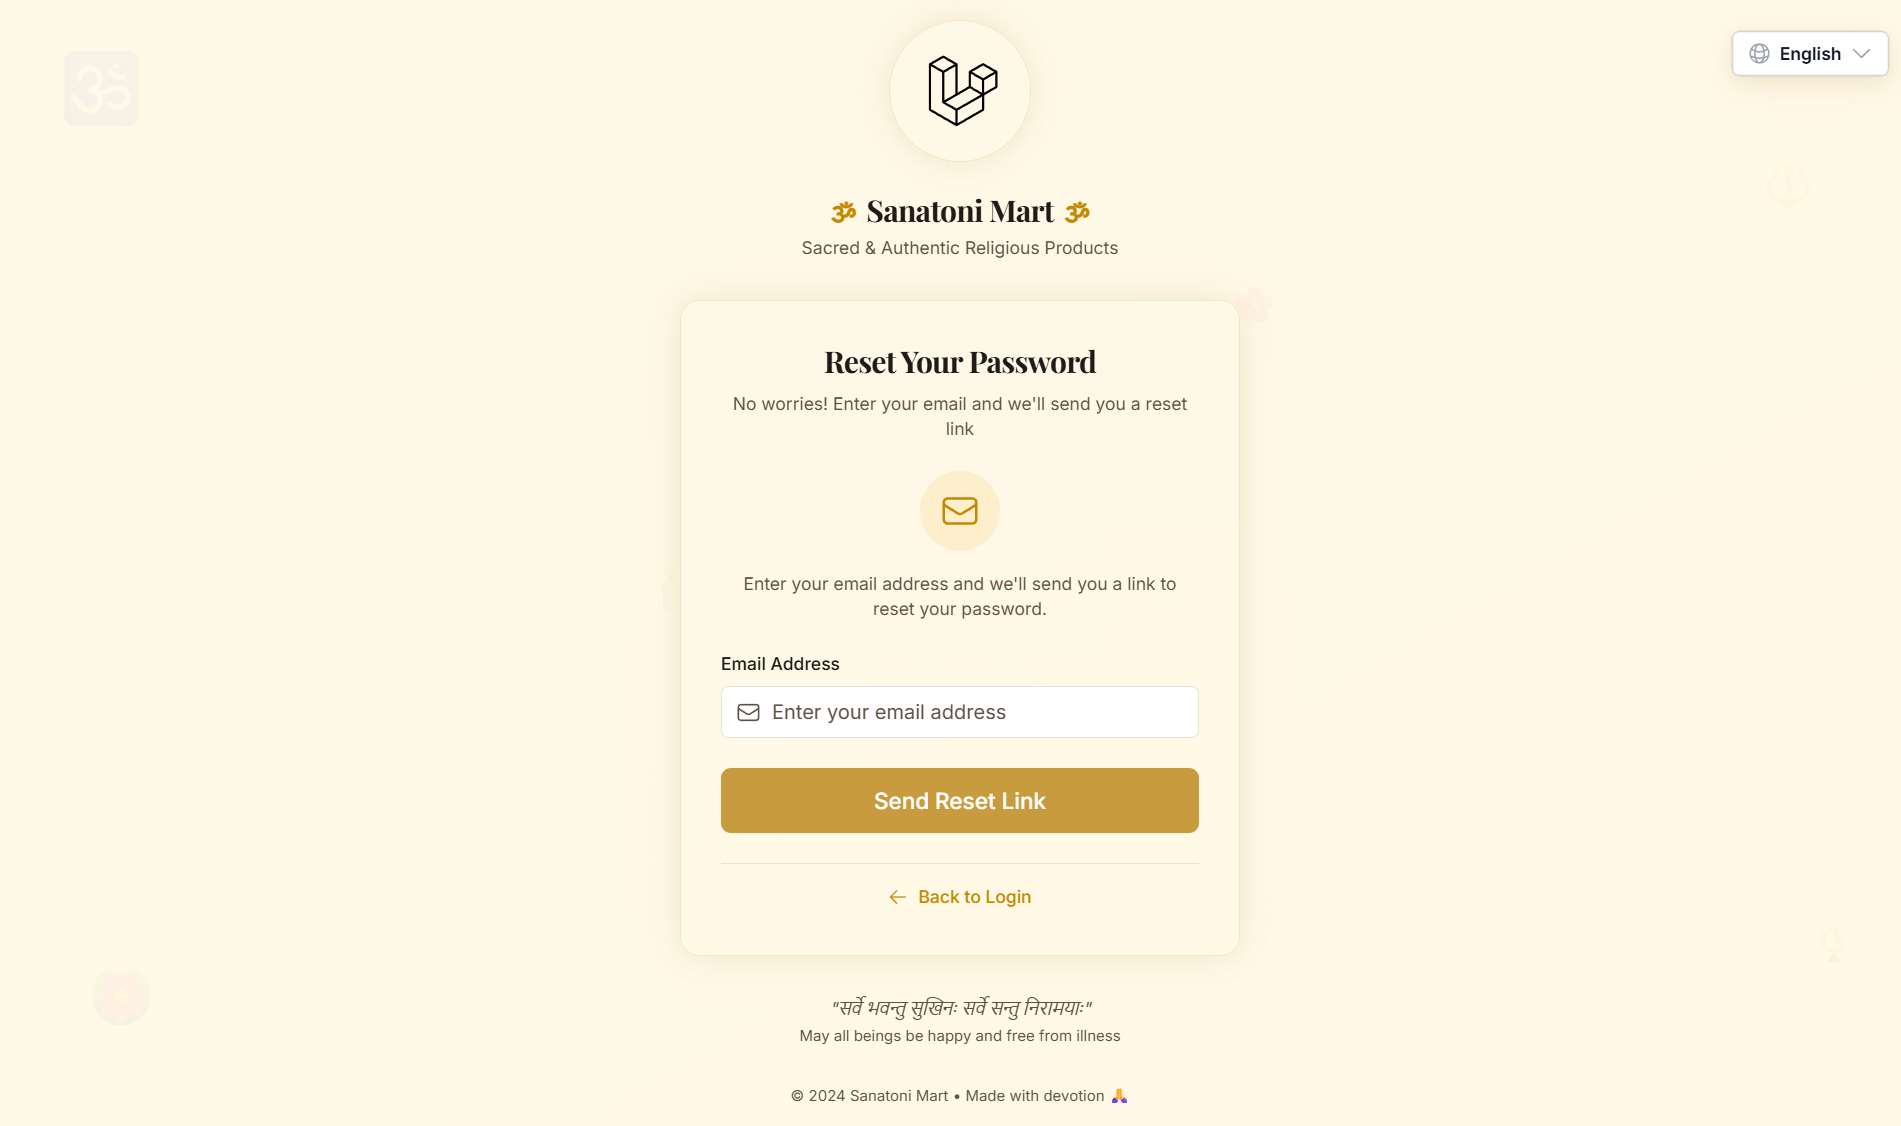 English
ॐ Sanatoni Mart ॐ
Sacred & Authentic Religious Products
Reset Your Password
No worries! Enter your email and we'll send you a reset
link
Enter your email address and we'll send you a link to
reset your password.
Email Address
Enter your email address
Send Reset Link
← Back to Login
"सर्वे भवन्तु सुखिनः सर्वे सन्तु निरामयाः"
May all beings be happy and free from illness
© 2024 Sanatoni Mart • Made with devotion 🙏